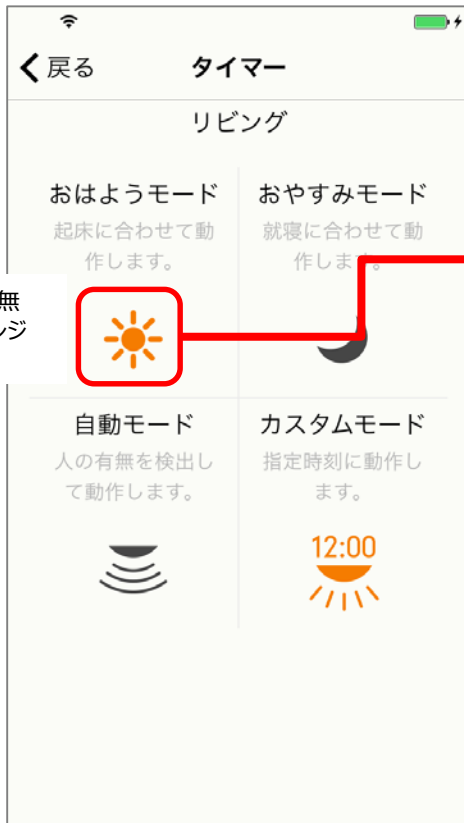 戻る
タイマー
リビング
おはようモード
起床に合わせて動
作します。
おやすみモード
就寝に合わせて動
作します。
無
ンジ
自動モード
人の有無を検出し
て動作します。
カスタムモード
指定時刻に動作し
ます。
12:00